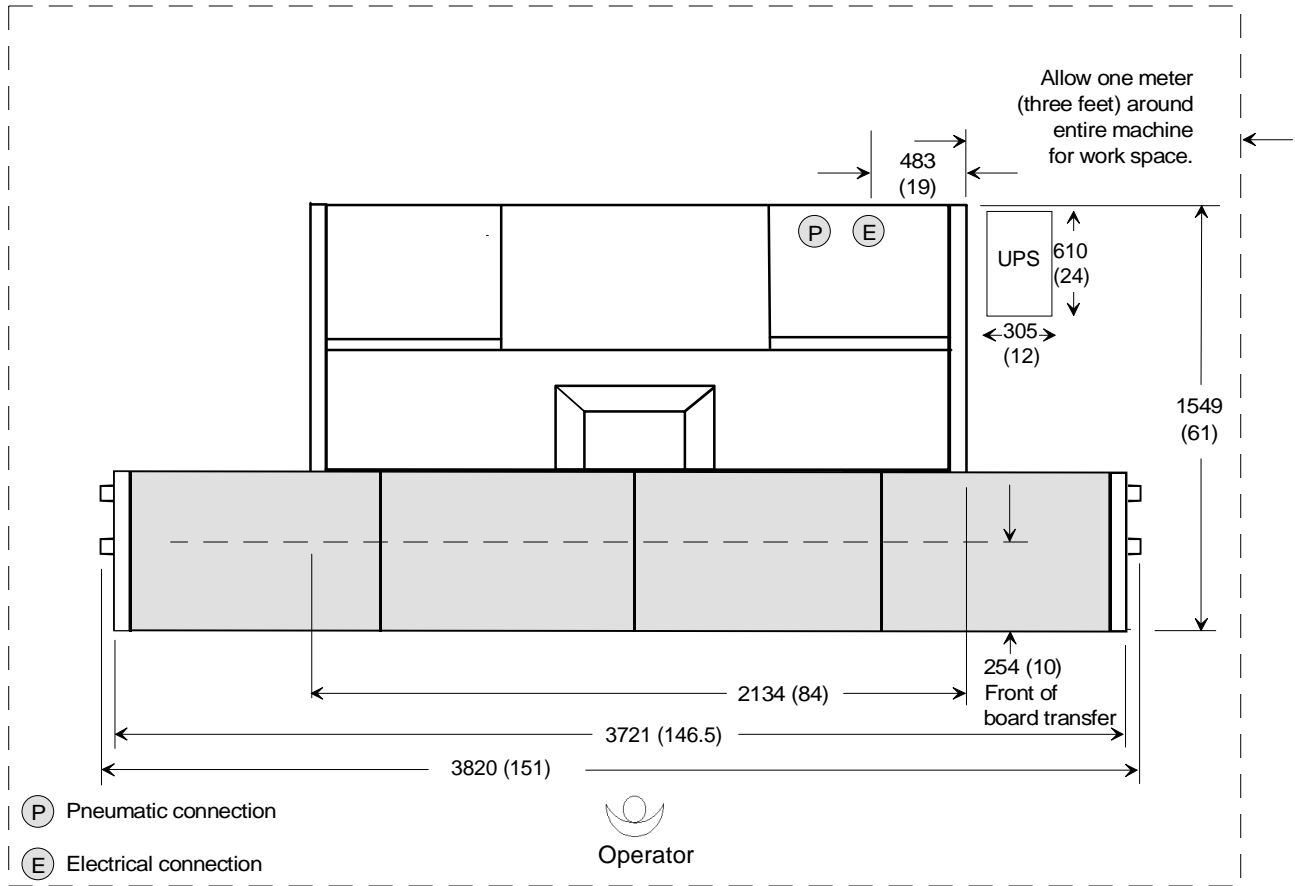 Allow one meter
(three feet) around
entire machine
for work space.
483
(19)
P
E
UPS
610
(24)
305
(12)
1549
(61)
254 (10)
Front of
board transfer
2134 (84)
3721 (146.5)
3820 (151)
P Pneumatic connection
E Electrical connection
Operator